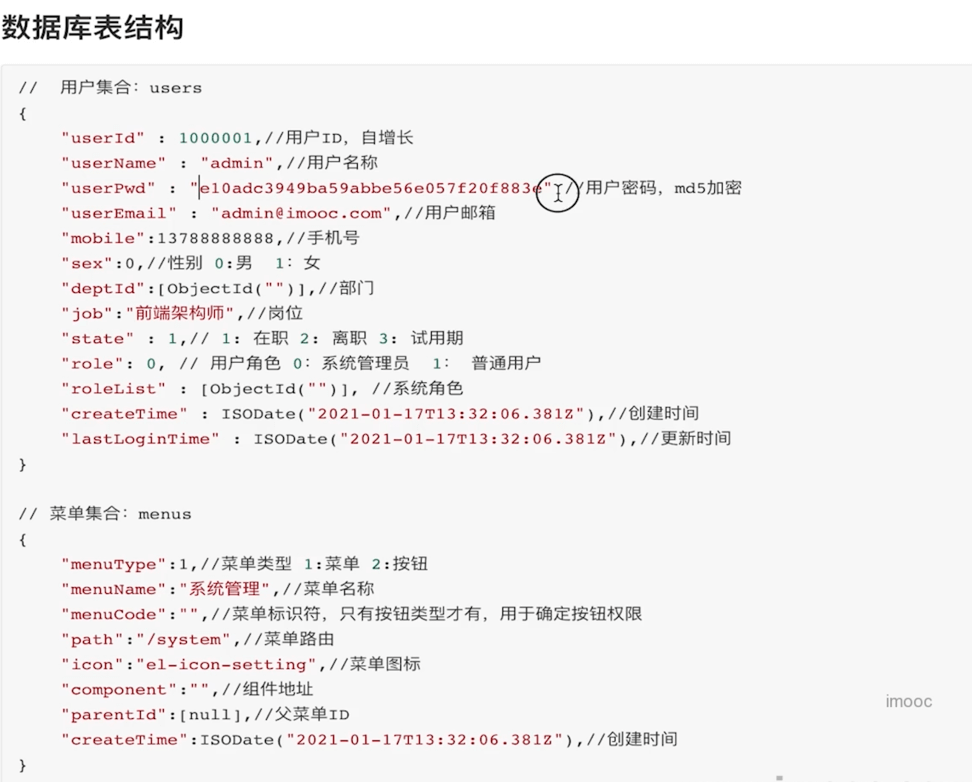 数据库表结构
// 用户集合：users
{
"userId" : 1000001,//用户ID，自增长
"userName" : "admin",//用户名称
"userPwd" : "e10adc3949ba59abbe56e057f20f883e",//用户密码，md5加密
"userEmail" : "admin@imooc.com",//用户邮箱
"mobile":13788888888,//手机号
"sex":0,//性别 0:男 1：女
"deptId":[ObjectId("")],//部门
"job":"前端架构师",//岗位
"state" : 1,// 1: 在职 2: 离职 3: 试用期
"role": 0, // 用户角色 0：系统管理员 1： 普通用户
"roleList" : [ObjectId("")], //系统角色
"createTime" : ISODate("2021-01-17T13:32:06.381Z"),//创建时间
"lastLoginTime" : ISODate("2021-01-17T13:32:06.381Z"),//更新时间
}
// 菜单集合：menus
{
"menuType":1,//菜单类型 1:菜单 2:按钮
"menuName":"系统管理",//菜单名称
"menuCode":"",//菜单标识符，只有按钮类型才有，用于确定按钮权限
"path":"/system",//菜单路由
"icon":"el-icon-setting",//菜单图标
"component":"",//组件地址
"parentId":[null],//父菜单ID
"createTime":ISODate("2021-01-17T13:32:06.381Z"),//创建时间
}
imooc